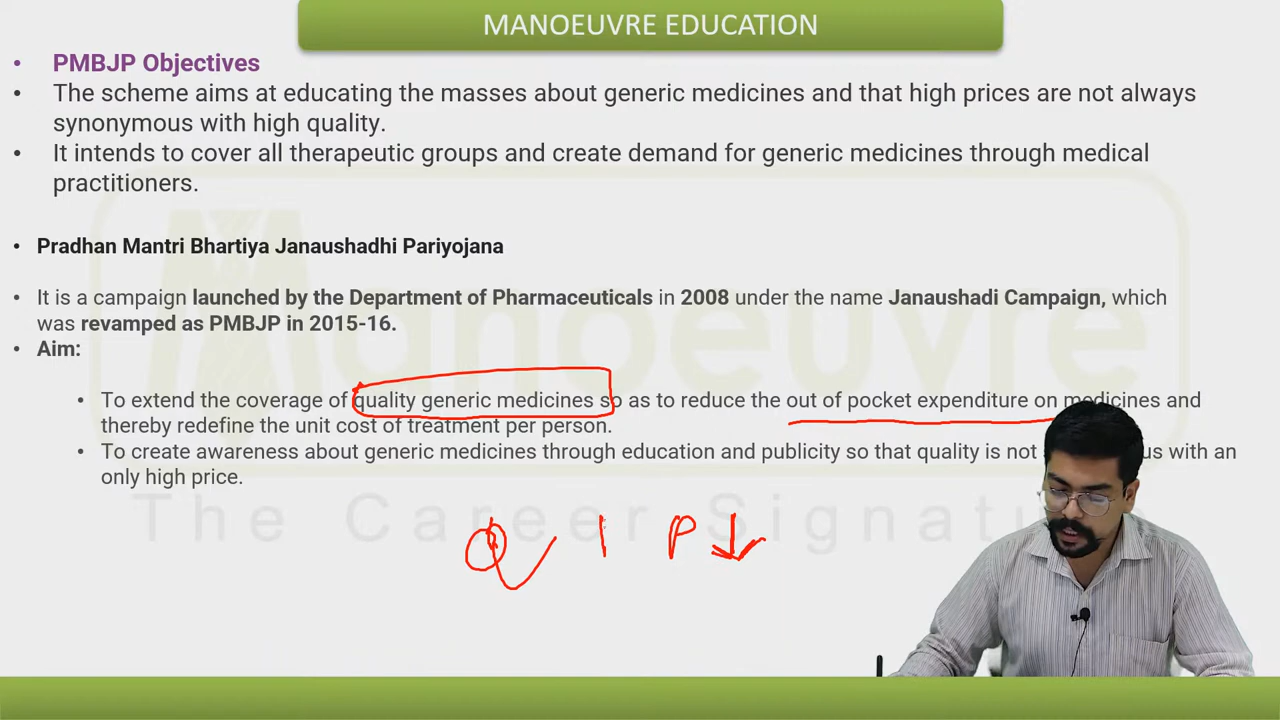 MANOEUVRE EDUCATION
• PMBJP Objectives
• The scheme aims at educating the masses about generic medicines and that high prices are not always
synonymous with high quality.
• It intends to cover all therapeutic groups and create demand for generic medicines through medical
practitioners.
• Pradhan Mantri Bhartiya Janaushadhi Pariyojana
• It is a campaign launched by the Department of Pharmaceuticals in 2008 under the name Janaushadi Campaign, which
was revamped as PMBJP in 2015-16.
• Aim:
• To extend the coverage of quality generic medicines so as to reduce the out of pocket expenditure on medicines and
thereby redefine the unit cost of treatment per person.
• To create awareness about generic medicines through education and publicity so that quality is not with an
only high price.
Q P ↓
Manoeuvre
The Career Signature